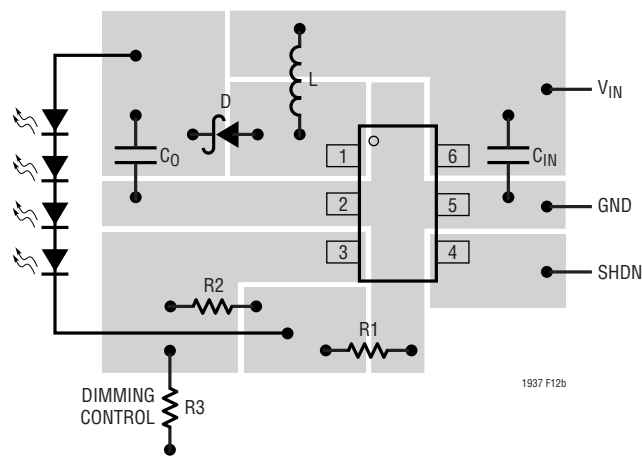 L
V_IN
D
C_O
C_IN
1
6
2
5
GND
3
4
SHDN
R2
R1
1937 F12b
DIMMING
CONTROL
R3